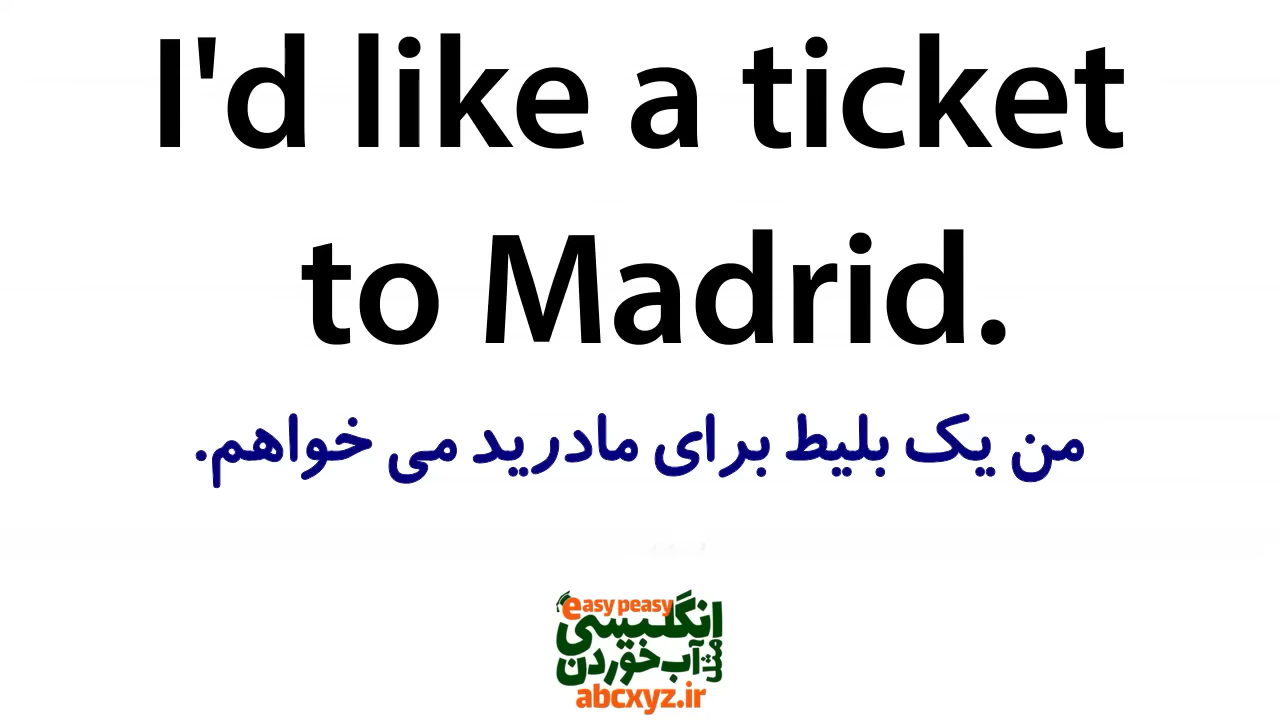 I'd like a ticket
to Madrid.
من یک بلیط برای مادرید می خواهم.
easy peasy
انگلیسی
مثل آب خوردن
abcxyz.ir